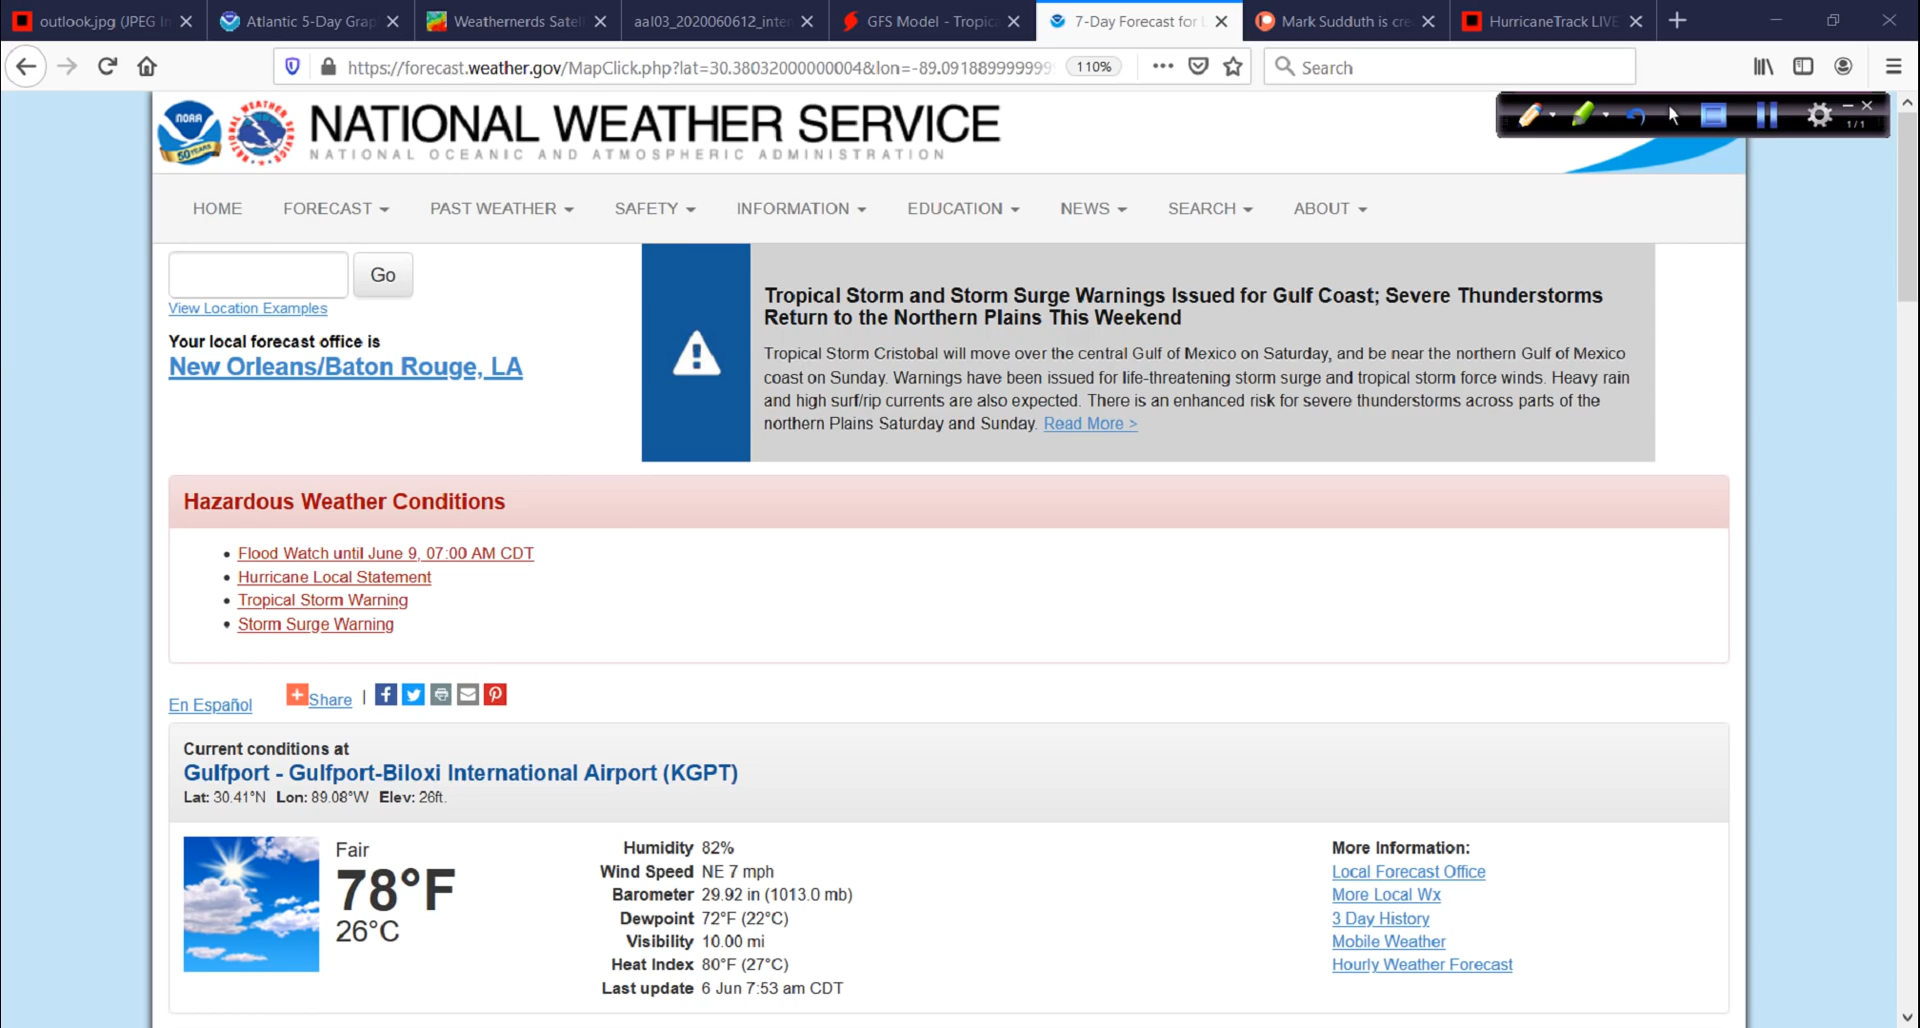 outlook.jpg (JPEG In
Atlantic 5-Day Grap
Weathernerds Satell
aal03_2020060612_inten
GFS Model - Tropica
7-Day Forecast for L
Mark Sudduth is cre
HurricaneTrack LIVE
https://forecast.weather.gov/MapClick.php?lat=30.38032000000004&lon=-89.0918899999999
110%
Search
NOAA
50 YEARS
NATIONAL WEATHER SERVICE
NATIONAL OCEANIC AND ATMOSPHERIC ADMINISTRATION
1/1
HOME FORECAST PAST WEATHER SAFETY INFORMATION EDUCATION NEWS SEARCH ABOUT
Go
View Location Examples
Your local forecast office is
New Orleans/Baton Rouge, LA
Tropical Storm and Storm Surge Warnings Issued for Gulf Coast; Severe Thunderstorms
Return to the Northern Plains This Weekend
Tropical Storm Cristobal will move over the central Gulf of Mexico on Saturday, and be near the northern Gulf of Mexico
coast on Sunday. Warnings have been issued for life-threatening storm surge and tropical storm force winds. Heavy rain
and high surf/rip currents are also expected. There is an enhanced risk for severe thunderstorms across parts of the
northern Plains Saturday and Sunday. Read More >
Hazardous Weather Conditions
Flood Watch until June 9, 07:00 AM CDT
Hurricane Local Statement
Tropical Storm Warning
Storm Surge Warning
En Español
Share |
Current conditions at
Gulfport - Gulfport-Biloxi International Airport (KGPT)
Lat: 30.41°N Lon: 89.08°W Elev: 26ft.
Fair
78°F
26°C
Humidity 82%
Wind Speed NE 7 mph
Barometer 29.92 in (1013.0 mb)
Dewpoint 72°F (22°C)
Visibility 10.00 mi
Heat Index 80°F (27°C)
Last update 6 Jun 7:53 am CDT
More Information:
Local Forecast Office
More Local Wx
3 Day History
Mobile Weather
Hourly Weather Forecast